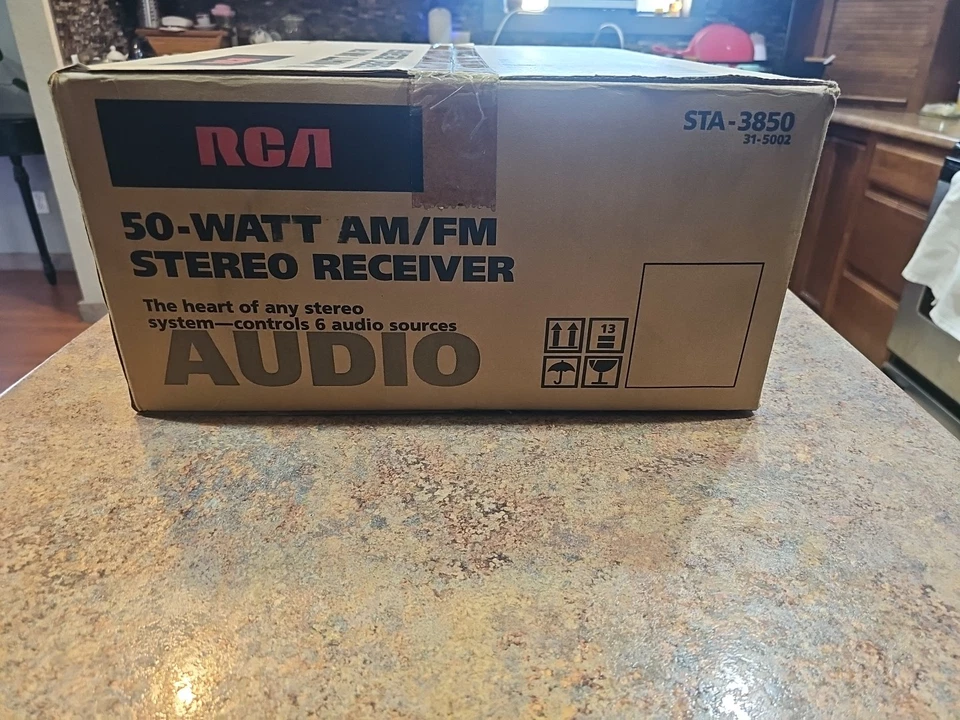 RCA
STA-3850
31-5002
50-WATT AM/FM
STEREO RECEIVER
The heart of any stereo
system—controls 6 audio sources
AUDIO
13